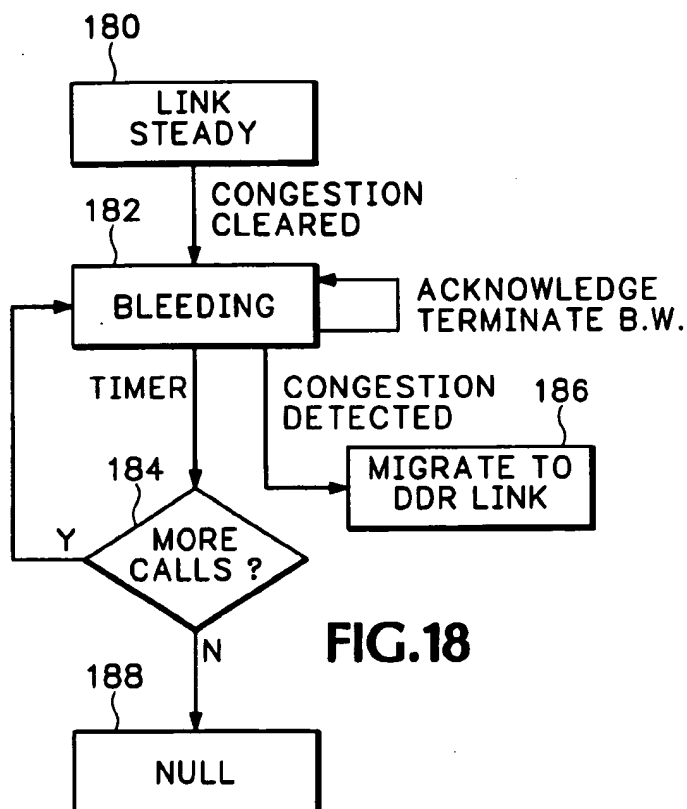 180
LINK
STEADY
CONGESTION
CLEARED
182
BLEEDING
ACKNOWLEDGE
TERMINATE B.W.
TIMER
CONGESTION
DETECTED
186
MIGRATE TO
DDR LINK
184
Y
MORE
CALLS ?
N
FIG.18
188
NULL